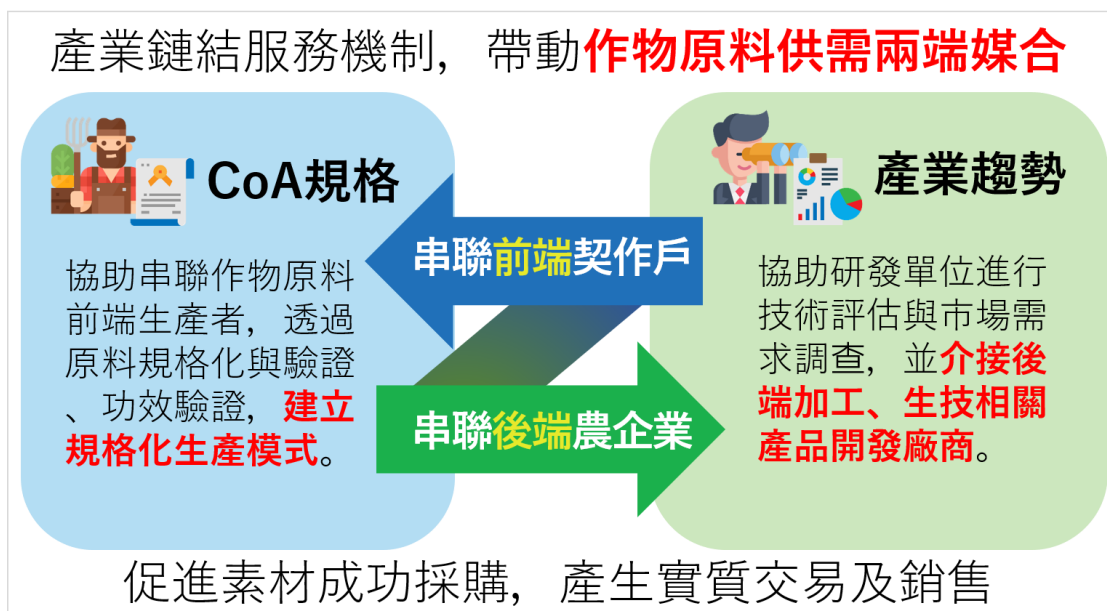 產業鏈結服務機制，帶動作物原料供需兩端媒合
CoA規格
協助串聯作物原料
前端生產者，透過
原料規格化與驗證
、功效驗證，建立
規格化生產模式。
串聯前端契作戶
串聯後端農企業
產業趨勢
協助研發單位進行
技術評估與市場需
求調查，並介接後
端加工、生技相關
產品開發廠商。
促進素材成功採購，產生實質交易及銷售